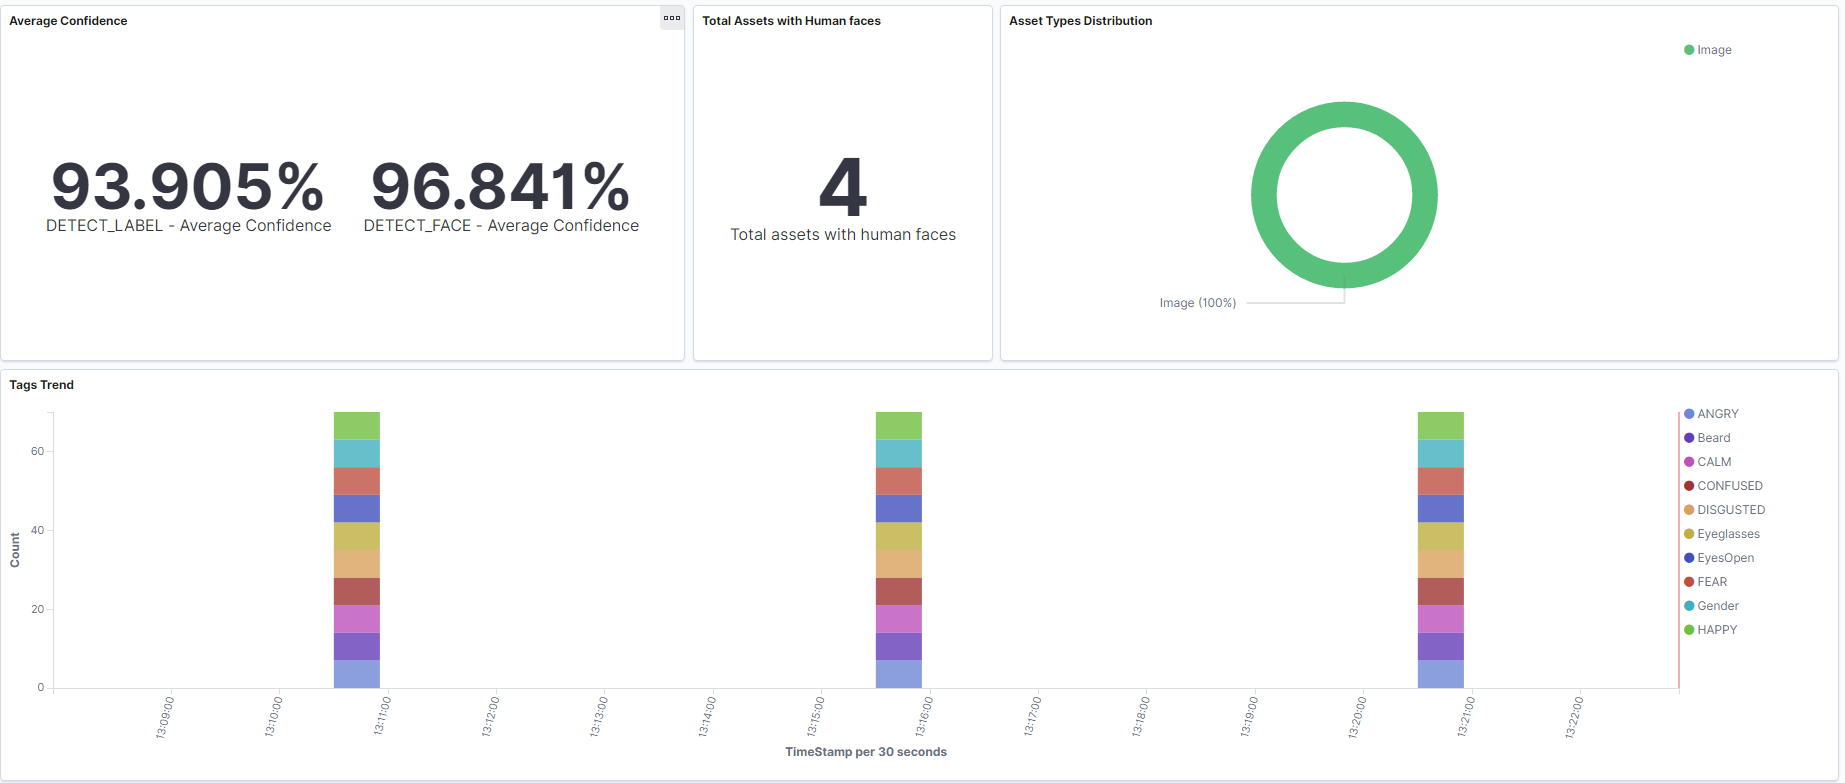 Average Confidence
93.905%
DETECT_LABEL - Average Confidence
96.841%
DETECT_FACE - Average Confidence
Total Assets with Human faces
4
Total assets with human faces
Asset Types Distribution
Image
Image (100%)
Tags Trend
Count
60
40
20
0
13:09:00
13:10:00
13:11:00
13:12:00
13:13:00
13:14:00
13:15:00
13:16:00
13:17:00
13:18:00
13:19:00
13:20:00
13:21:00
13:22:00
TimeStamp per 30 seconds
ANGRY
Beard
CALM
CONFUSED
DISGUSTED
Eyeglasses
EyesOpen
FEAR
Gender
HAPPY